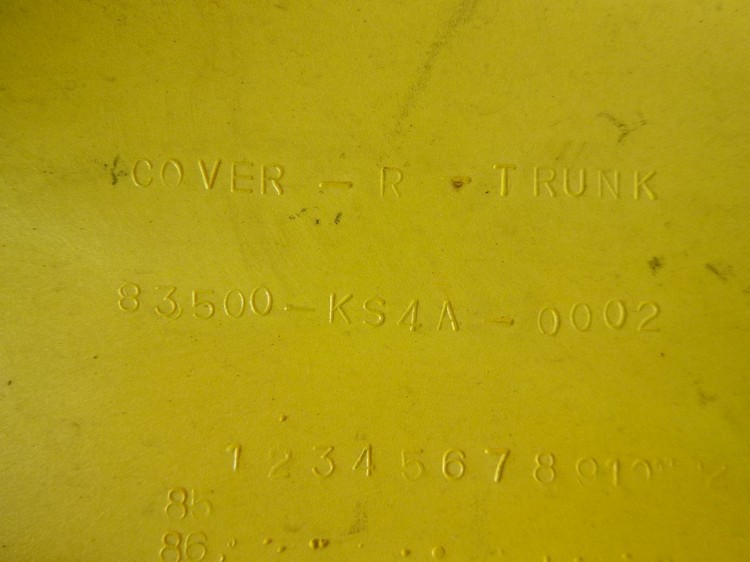 COVER - R - TRUNK
83500-KS4A-0002
1 2 3 4 5 6 7 8 9 10
85
86